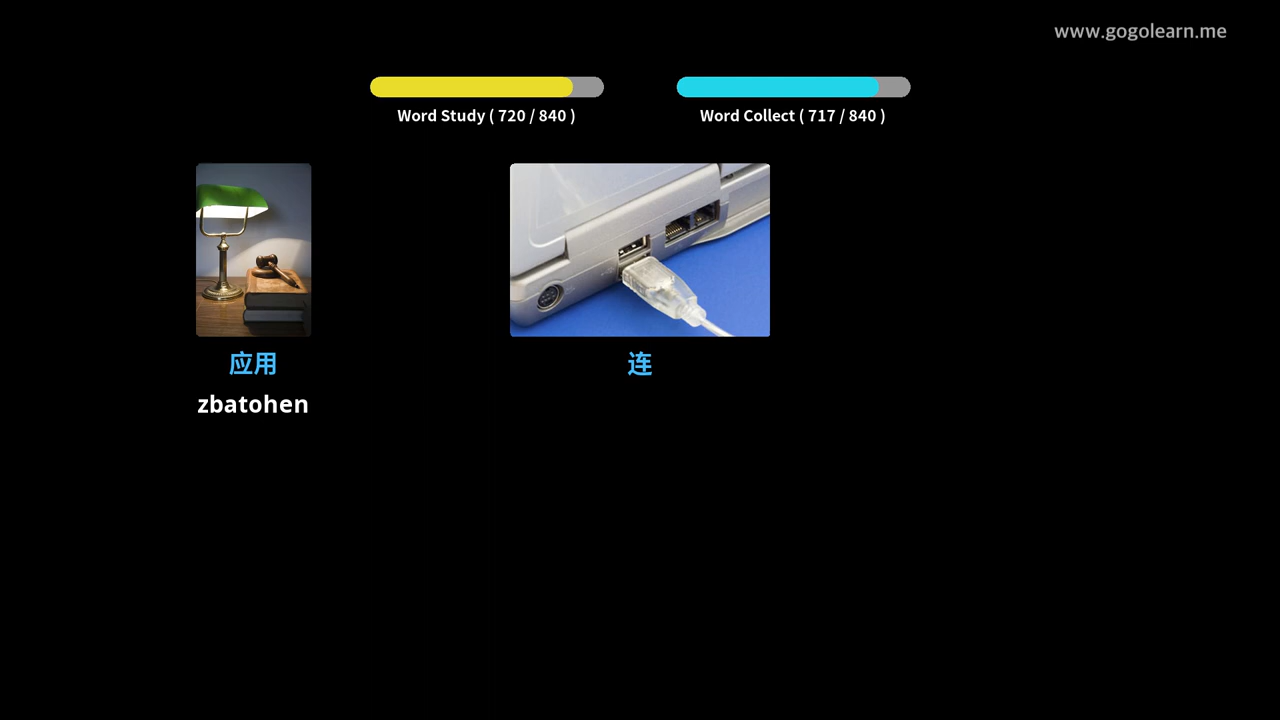 www.gogolearn.me
Word Study ( 720 / 840 )
Word Collect ( 717 / 840 )
应用
连
zbatohen